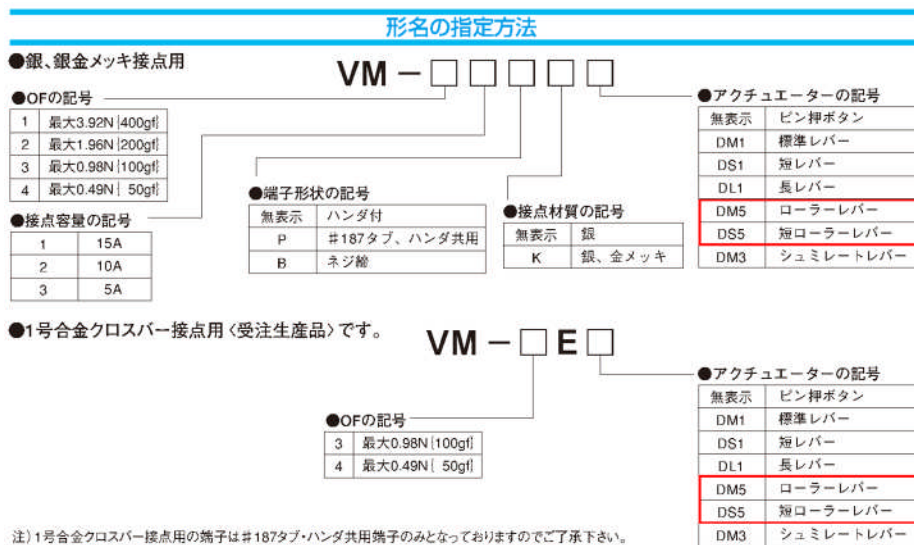 形名の指定方法
●銀、銀金メッキ接点用
VM－□□□□□
●OFの記号
1 最大3.92N{400gf}
2 最大1.96N{200gf}
3 最大0.98N{100gf}
4 最大0.49N{ 50gf}
●接点容量の記号
1 15A
2 10A
3 5A
●端子形状の記号
無表示 ハンダ付
P #187タブ、ハンダ共用
B ネジ締
●接点材質の記号
無表示 銀
K 銀、金メッキ
●アクチュエーターの記号
無表示 ピン押ボタン
DM1 標準レバー
DS1 短レバー
DL1 長レバー
DM5 ローラーレバー
DS5 短ローラーレバー
DM3 シュミレートレバー
●1号合金クロスバー接点用〈受注生産品〉です。
VM－□E□
●OFの記号
3 最大0.98N{100gf}
4 最大0.49N{ 50gf}
●アクチュエーターの記号
無表示 ピン押ボタン
DM1 標準レバー
DS1 短レバー
DL1 長レバー
DM5 ローラーレバー
DS5 短ローラーレバー
DM3 シュミレートレバー
注）1号合金クロスバー接点用の端子は#187タブ・ハンダ共用端子のみとなっておりますのでご了承下さい。